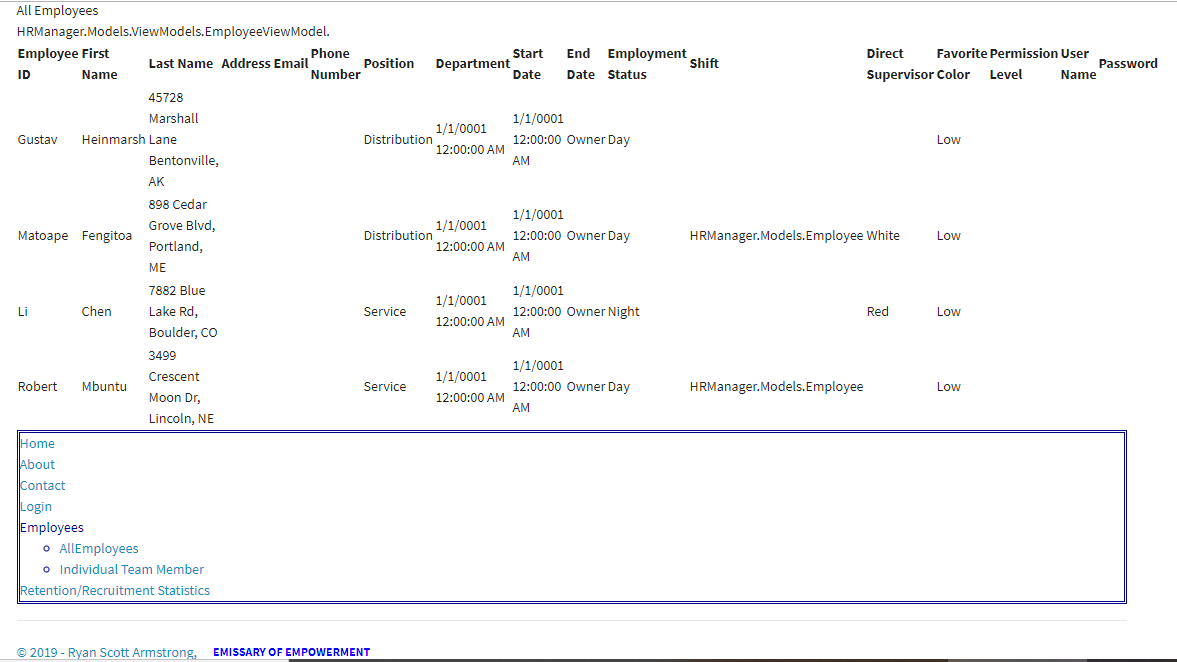 All Employees
HRManager.Models.ViewModels.EmployeeViewModel.
Employee ID First Name Last Name Address Email Phone Number Position Department Start Date End Date Employment Status Shift Direct Supervisor Favorite Color Permission Level User Name Password
Gustav Heinmarsh 45728 Marshall Lane Bentonville, AK Distribution 1/1/0001 12:00:00 AM 1/1/0001 12:00:00 AM Owner Day Low
Matoape Fengitoa 898 Cedar Grove Blvd, Portland, ME Distribution 1/1/0001 12:00:00 AM 1/1/0001 12:00:00 AM Owner Day HRManager.Models.Employee White Low
Li Chen 7882 Blue Lake Rd, Boulder, CO Service 1/1/0001 12:00:00 AM 1/1/0001 12:00:00 AM Owner Night Red Low
Robert Mbuntu 3499 Crescent Moon Dr, Lincoln, NE Service 1/1/0001 12:00:00 AM 1/1/0001 12:00:00 AM Owner Day HRManager.Models.Employee Low
Home
About
Contact
Login
Employees
AllEmployees
Individual Team Member
Retention/Recruitment Statistics
© 2019 - Ryan Scott Armstrong, EMISSARY OF EMPOWERMENT